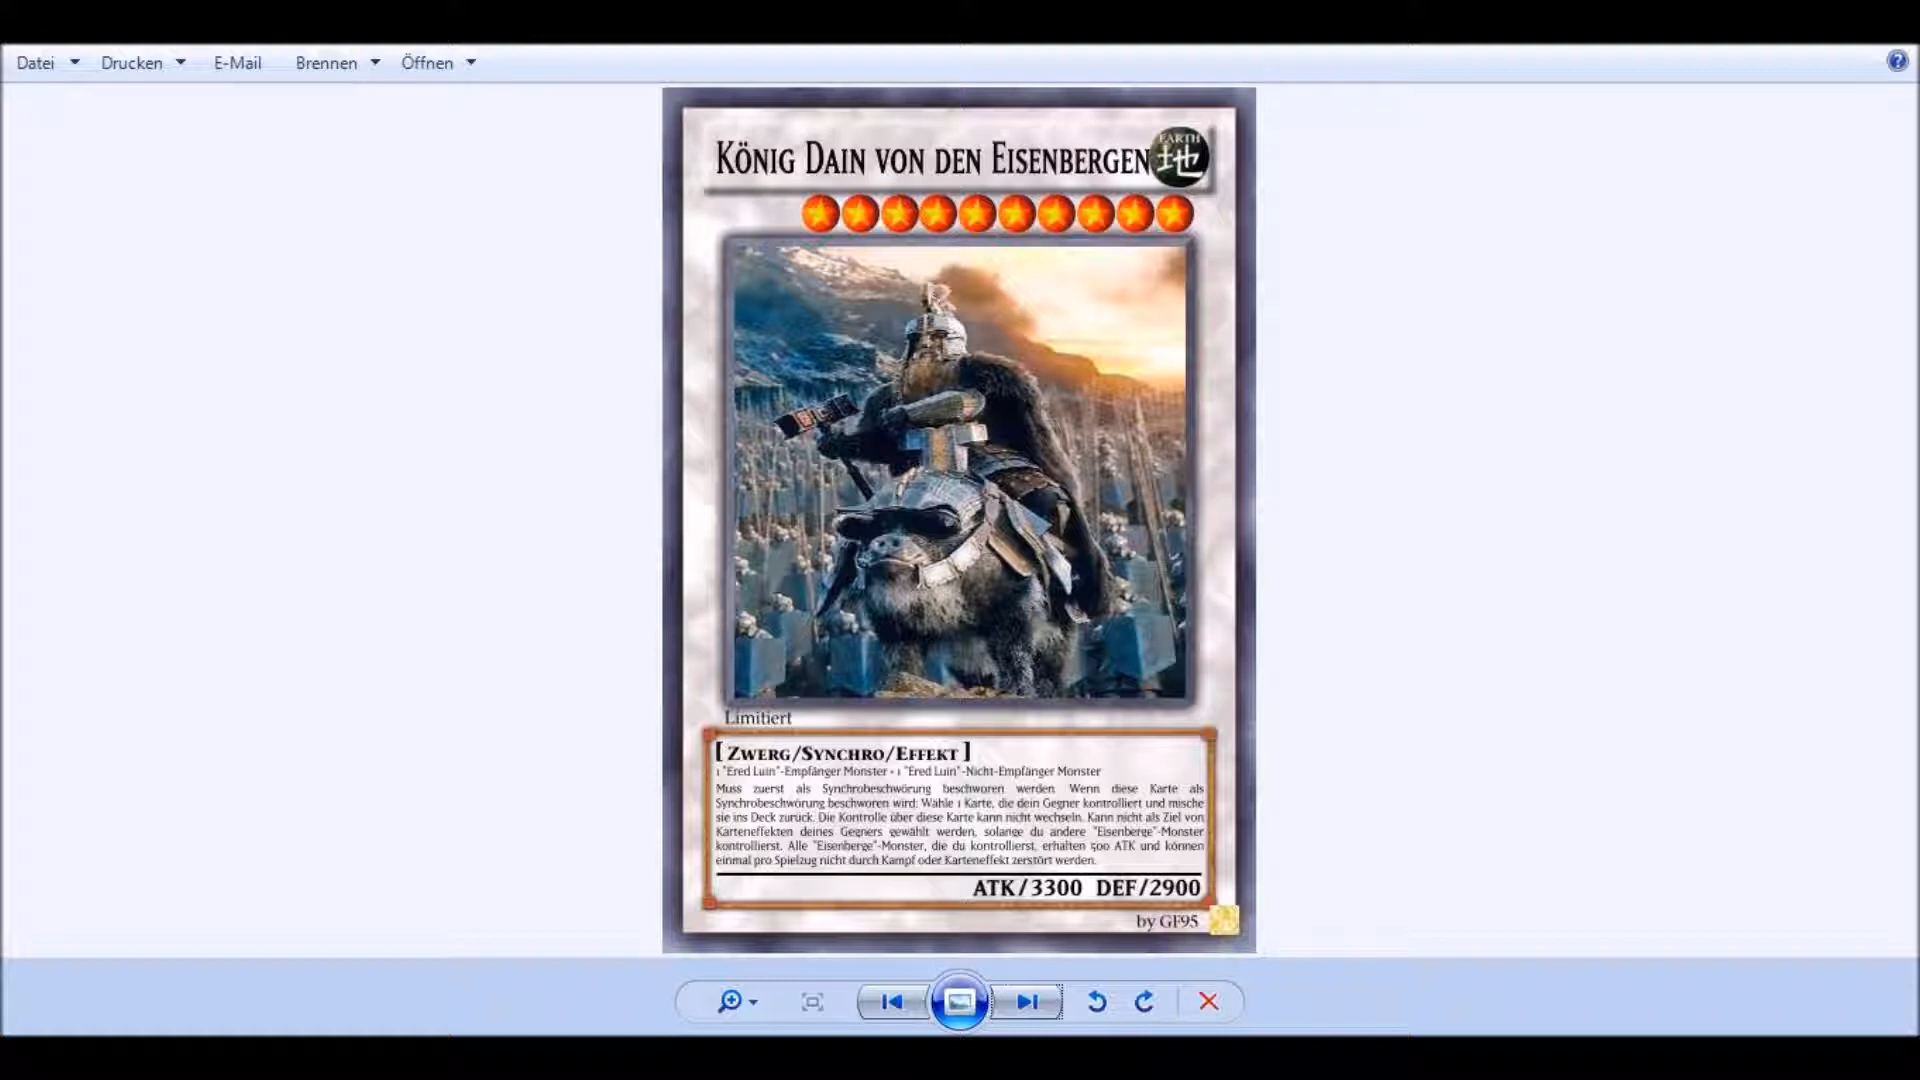 Datei Drucken E-Mail Brennen Öffnen
König Dain von den Eisenbergen
EARTH
地
Limitiert
[ Zwerg/Synchro/Effekt ]
1 "Ered Luin"-Empfänger Monster + 1 "Ered Luin"-Nicht-Empfänger Monster
Muss zuerst als Synchrobeschwörung beschworen werden. Wenn diese Karte als
Synchrobeschwörung beschworen wird: Wähle 1 Karte, die dein Gegner kontrolliert und mische
sie ins Deck zurück. Die Kontrolle über diese Karte kann nicht wechseln. Kann nicht als Ziel von
Karteneffekten deines Gegners gewählt werden, solange du andere "Eisenberge"-Monster
kontrollierst. Alle "Eisenberge"-Monster, die du kontrollierst, erhalten 500 ATK und können
einmal pro Spielzug nicht durch Kampf oder Karteneffekt zerstört werden.
ATK/3300 DEF/2900
by GF95